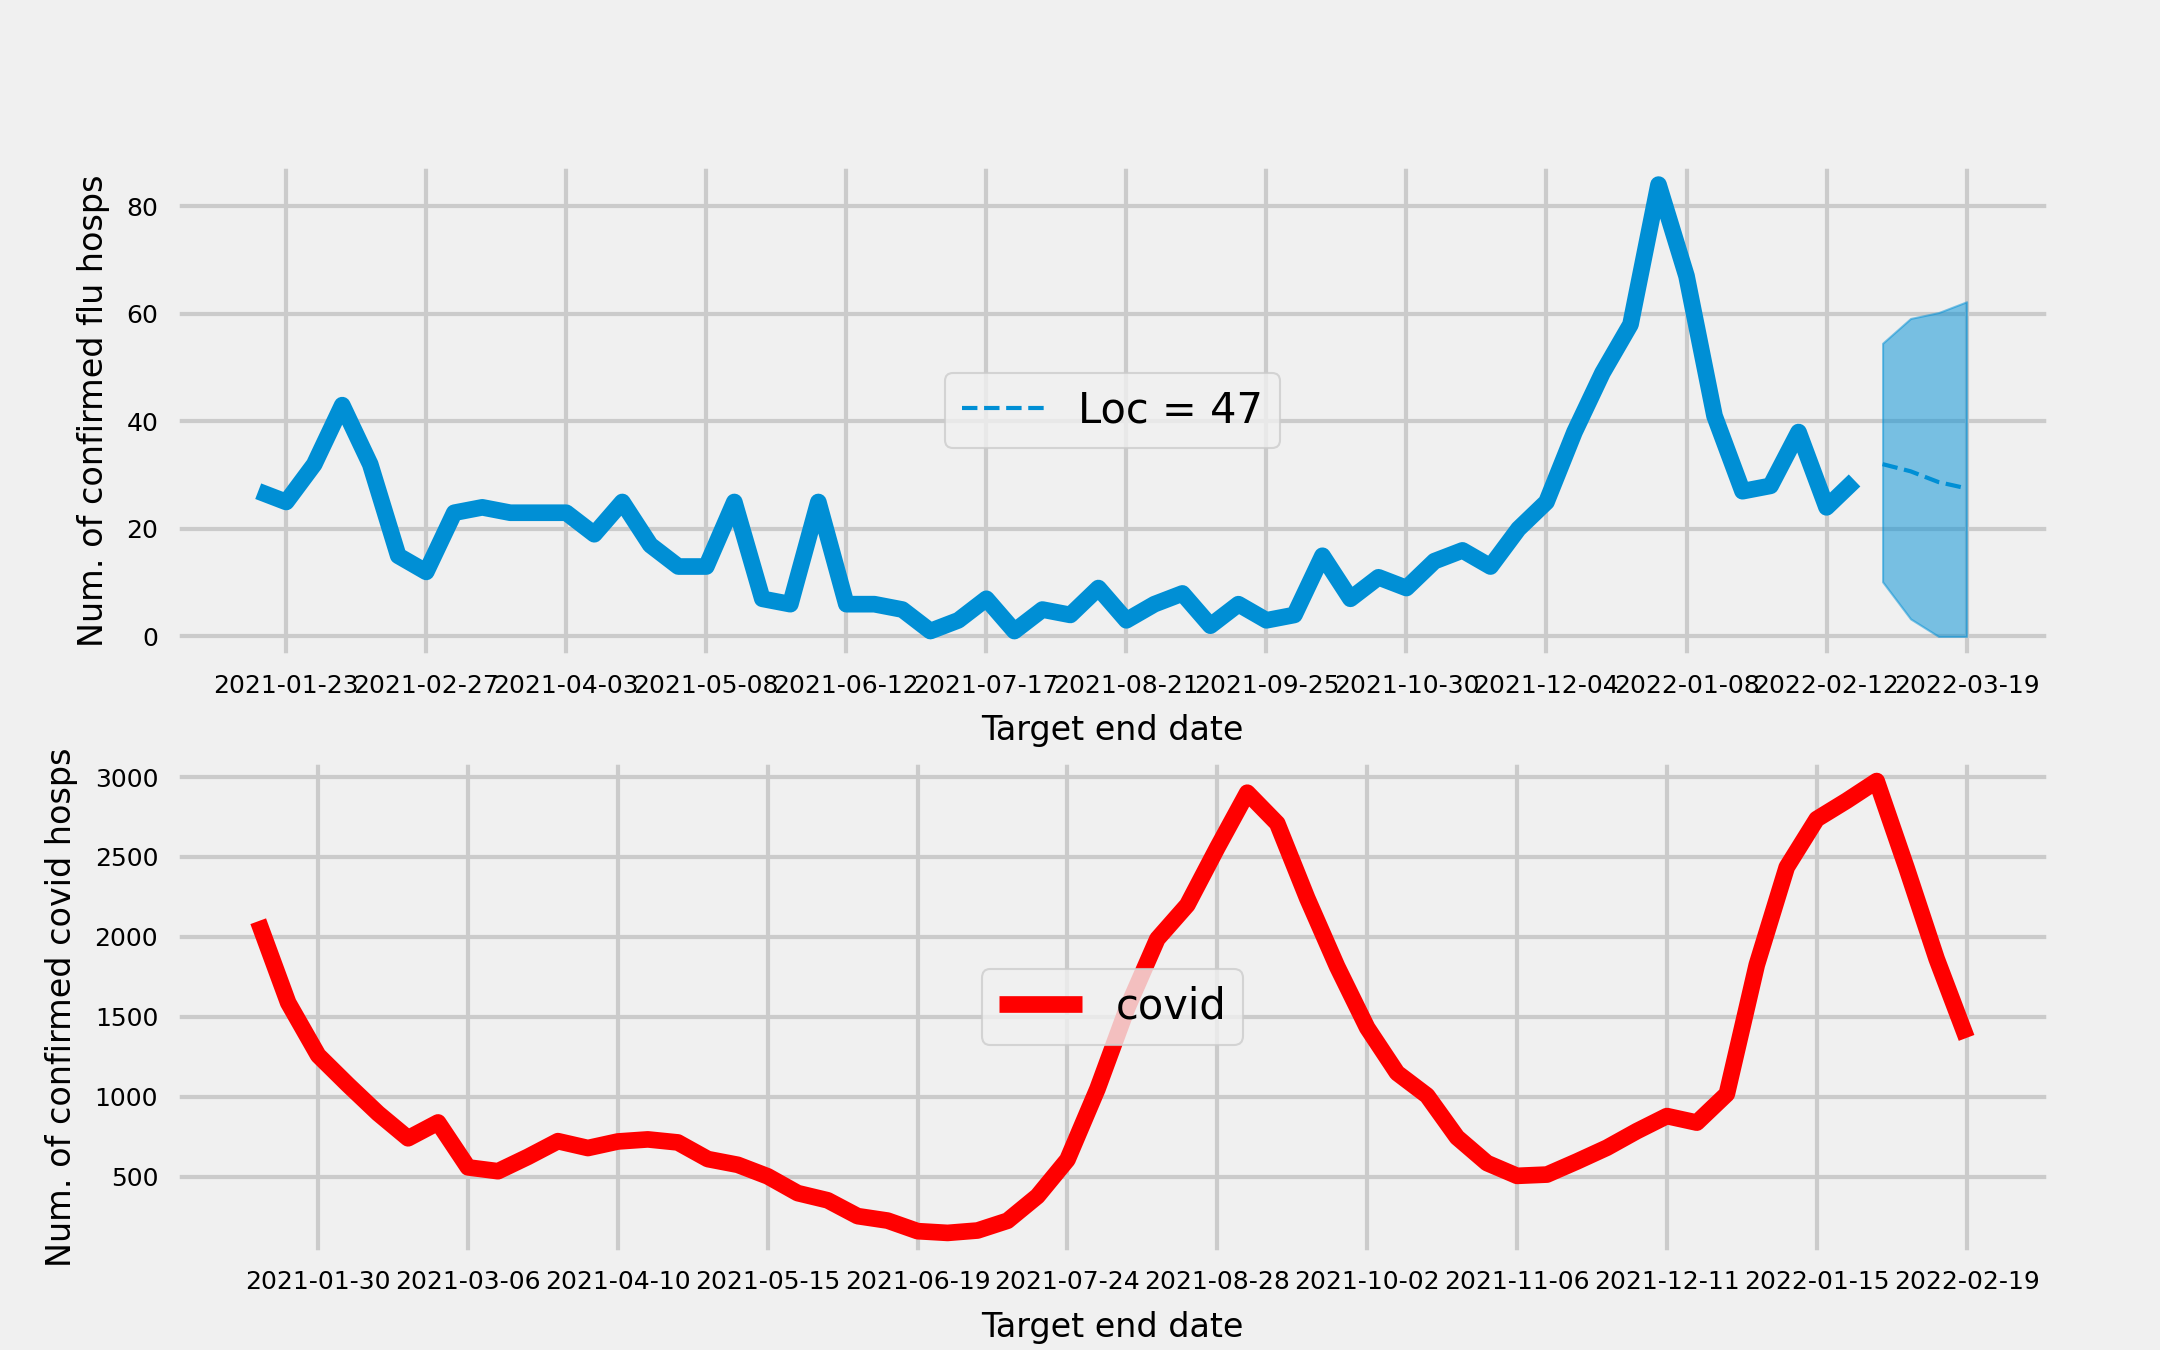 Num. of confirmed flu hosps
80
60
40
20
0
Loc = 47
2021-01-23 2021-02-27 2021-04-03 2021-05-08 2021-06-12 2021-07-17 2021-08-21 2021-09-25 2021-10-30 2021-12-04 2022-01-08 2022-02-12 2022-03-19
Target end date
Num. of confirmed covid hosps
3000
2500
2000
1500
1000
500
covid
2021-01-30 2021-03-06 2021-04-10 2021-05-15 2021-06-19 2021-07-24 2021-08-28 2021-10-02 2021-11-06 2021-12-11 2022-01-15 2022-02-19
Target end date